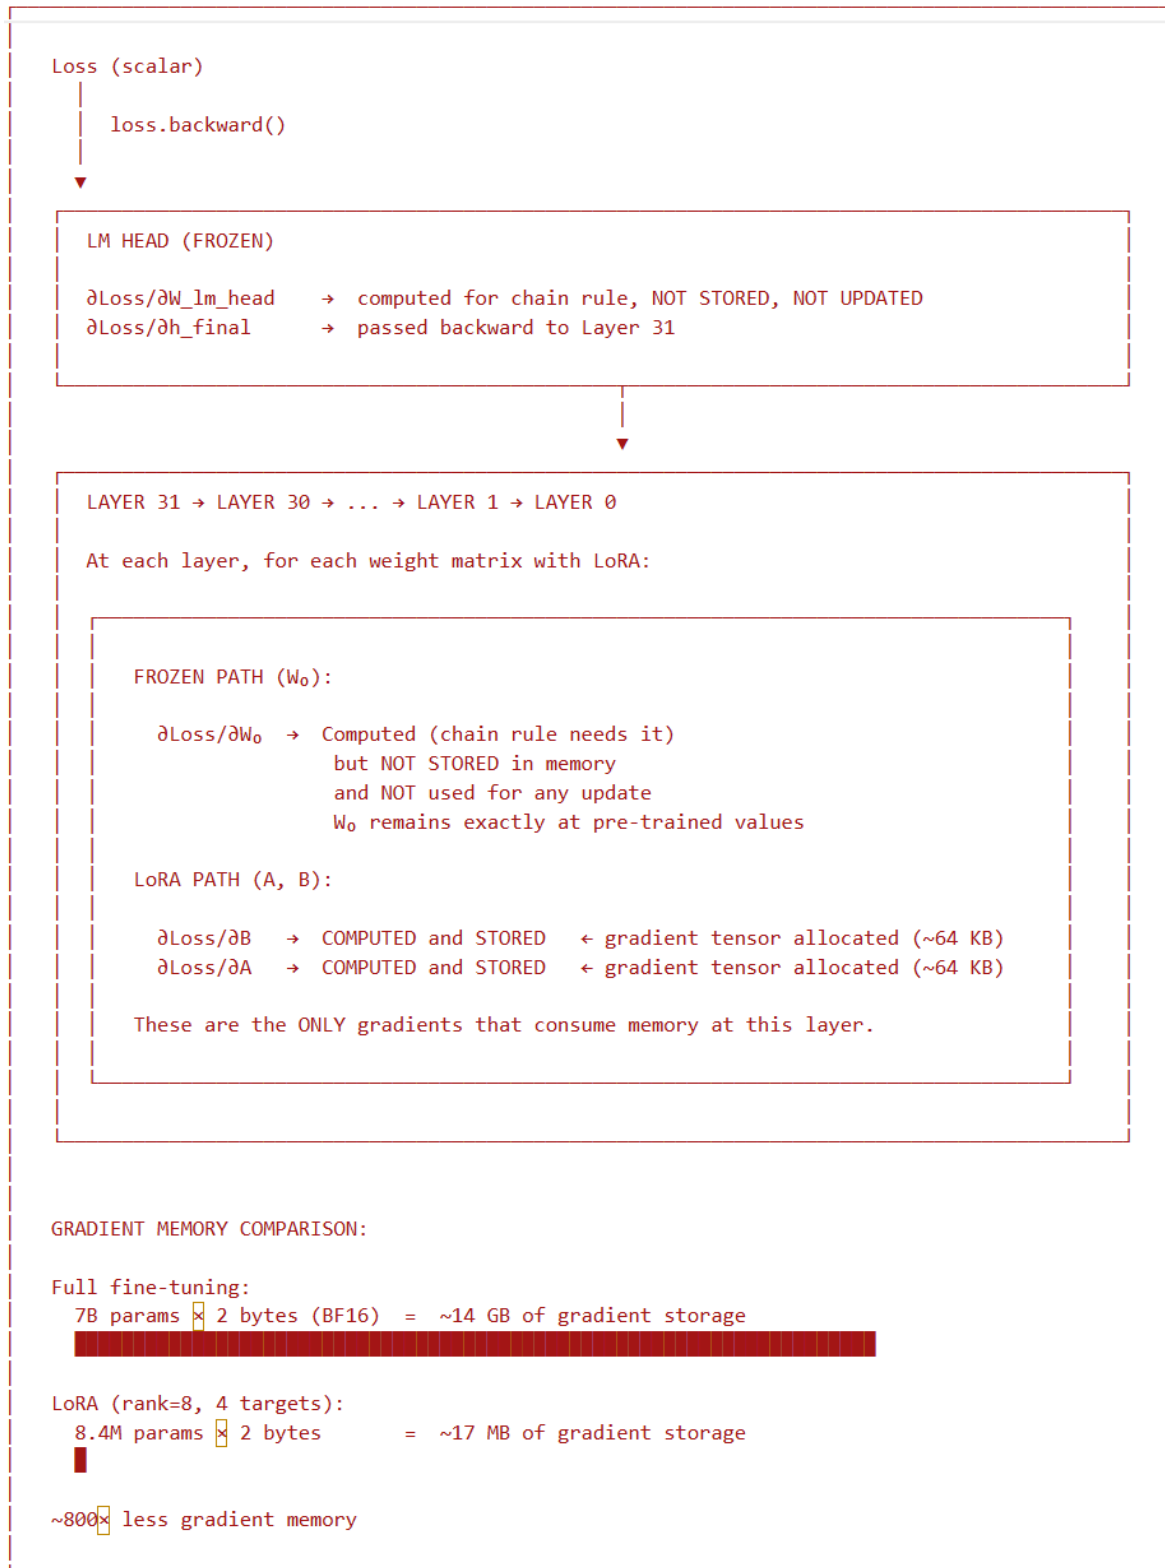 Loss (scalar)
loss.backward()
▼
LM HEAD (FROZEN)
∂Loss/∂W_lm_head → computed for chain rule, NOT STORED, NOT UPDATED
∂Loss/∂h_final → passed backward to Layer 31
▼
LAYER 31 → LAYER 30 → ... → LAYER 1 → LAYER 0
At each layer, for each weight matrix with LoRA:
FROZEN PATH (W₀):
∂Loss/∂W₀ → Computed (chain rule needs it)
but NOT STORED in memory
and NOT used for any update
W₀ remains exactly at pre-trained values
LoRA PATH (A, B):
∂Loss/∂B → COMPUTED and STORED ← gradient tensor allocated (~64 KB)
∂Loss/∂A → COMPUTED and STORED ← gradient tensor allocated (~64 KB)
These are the ONLY gradients that consume memory at this layer.
GRADIENT MEMORY COMPARISON:
Full fine-tuning:
7B params × 2 bytes (BF16) = ~14 GB of gradient storage
LoRA (rank=8, 4 targets):
8.4M params × 2 bytes = ~17 MB of gradient storage
~800× less gradient memory